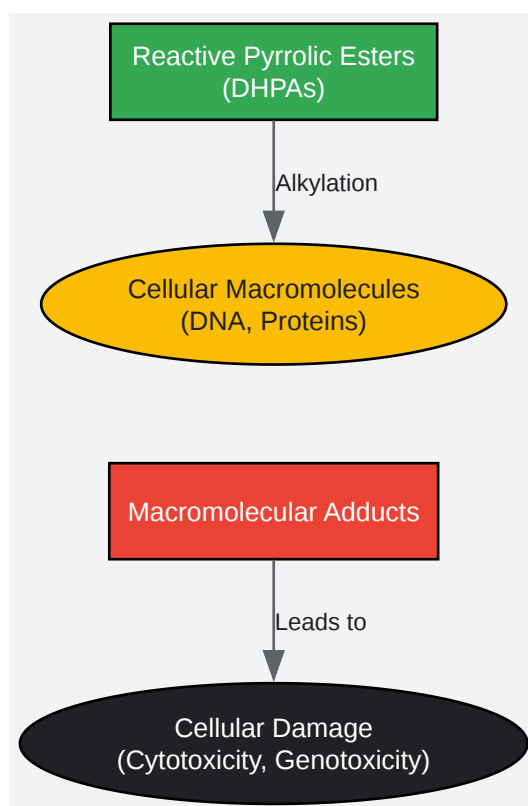 Reactive Pyrrolic Esters
(DHPAs)
Alkylation
Cellular Macromolecules
(DNA, Proteins)
Macromolecular Adducts
Leads to
Cellular Damage
(Cytotoxicity, Genotoxicity)